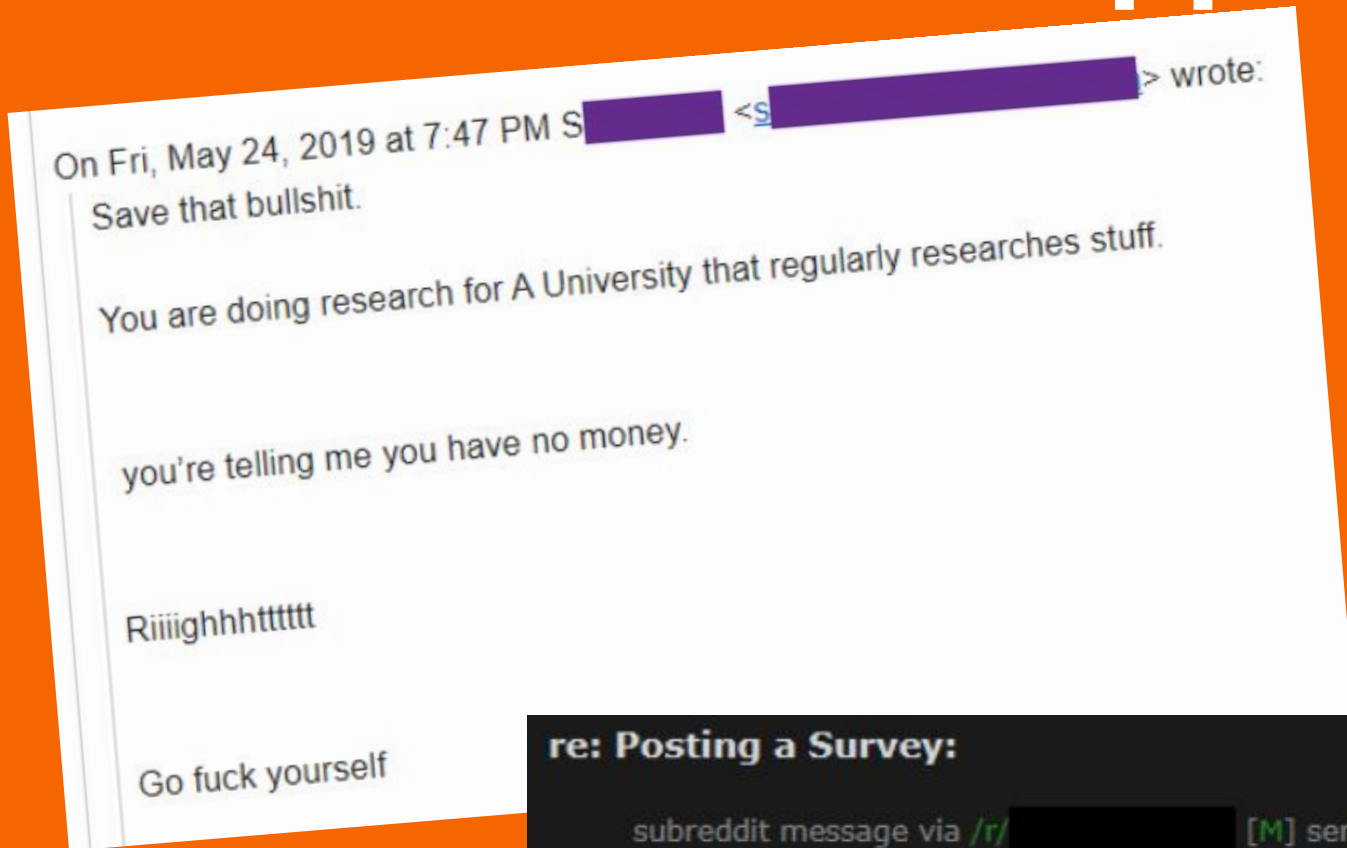 On Fri, May 24, 2019 at 7:47 PM S <s > wrote:
Save that bullshit.
You are doing research for A University that regularly researches stuff.
you're telling me you have no money.
Riiiighhhtttttt
Go fuck yourself
re: Posting a Survey:
subreddit message via /r/ [M] ser